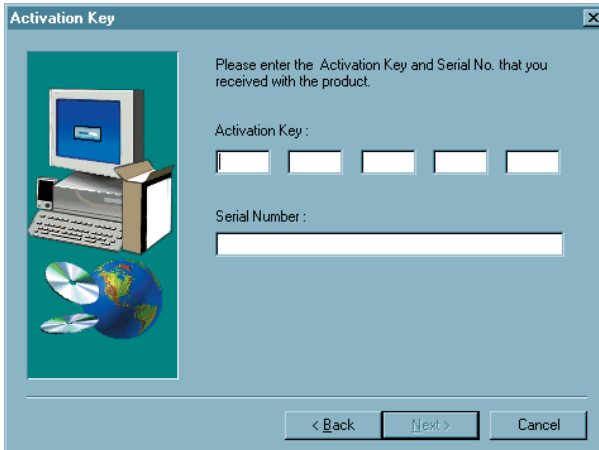 Activation Key
Please enter the Activation Key and Serial No. that you
received with the product.
Activation Key :
Serial Number :
< Back
Next >
Cancel